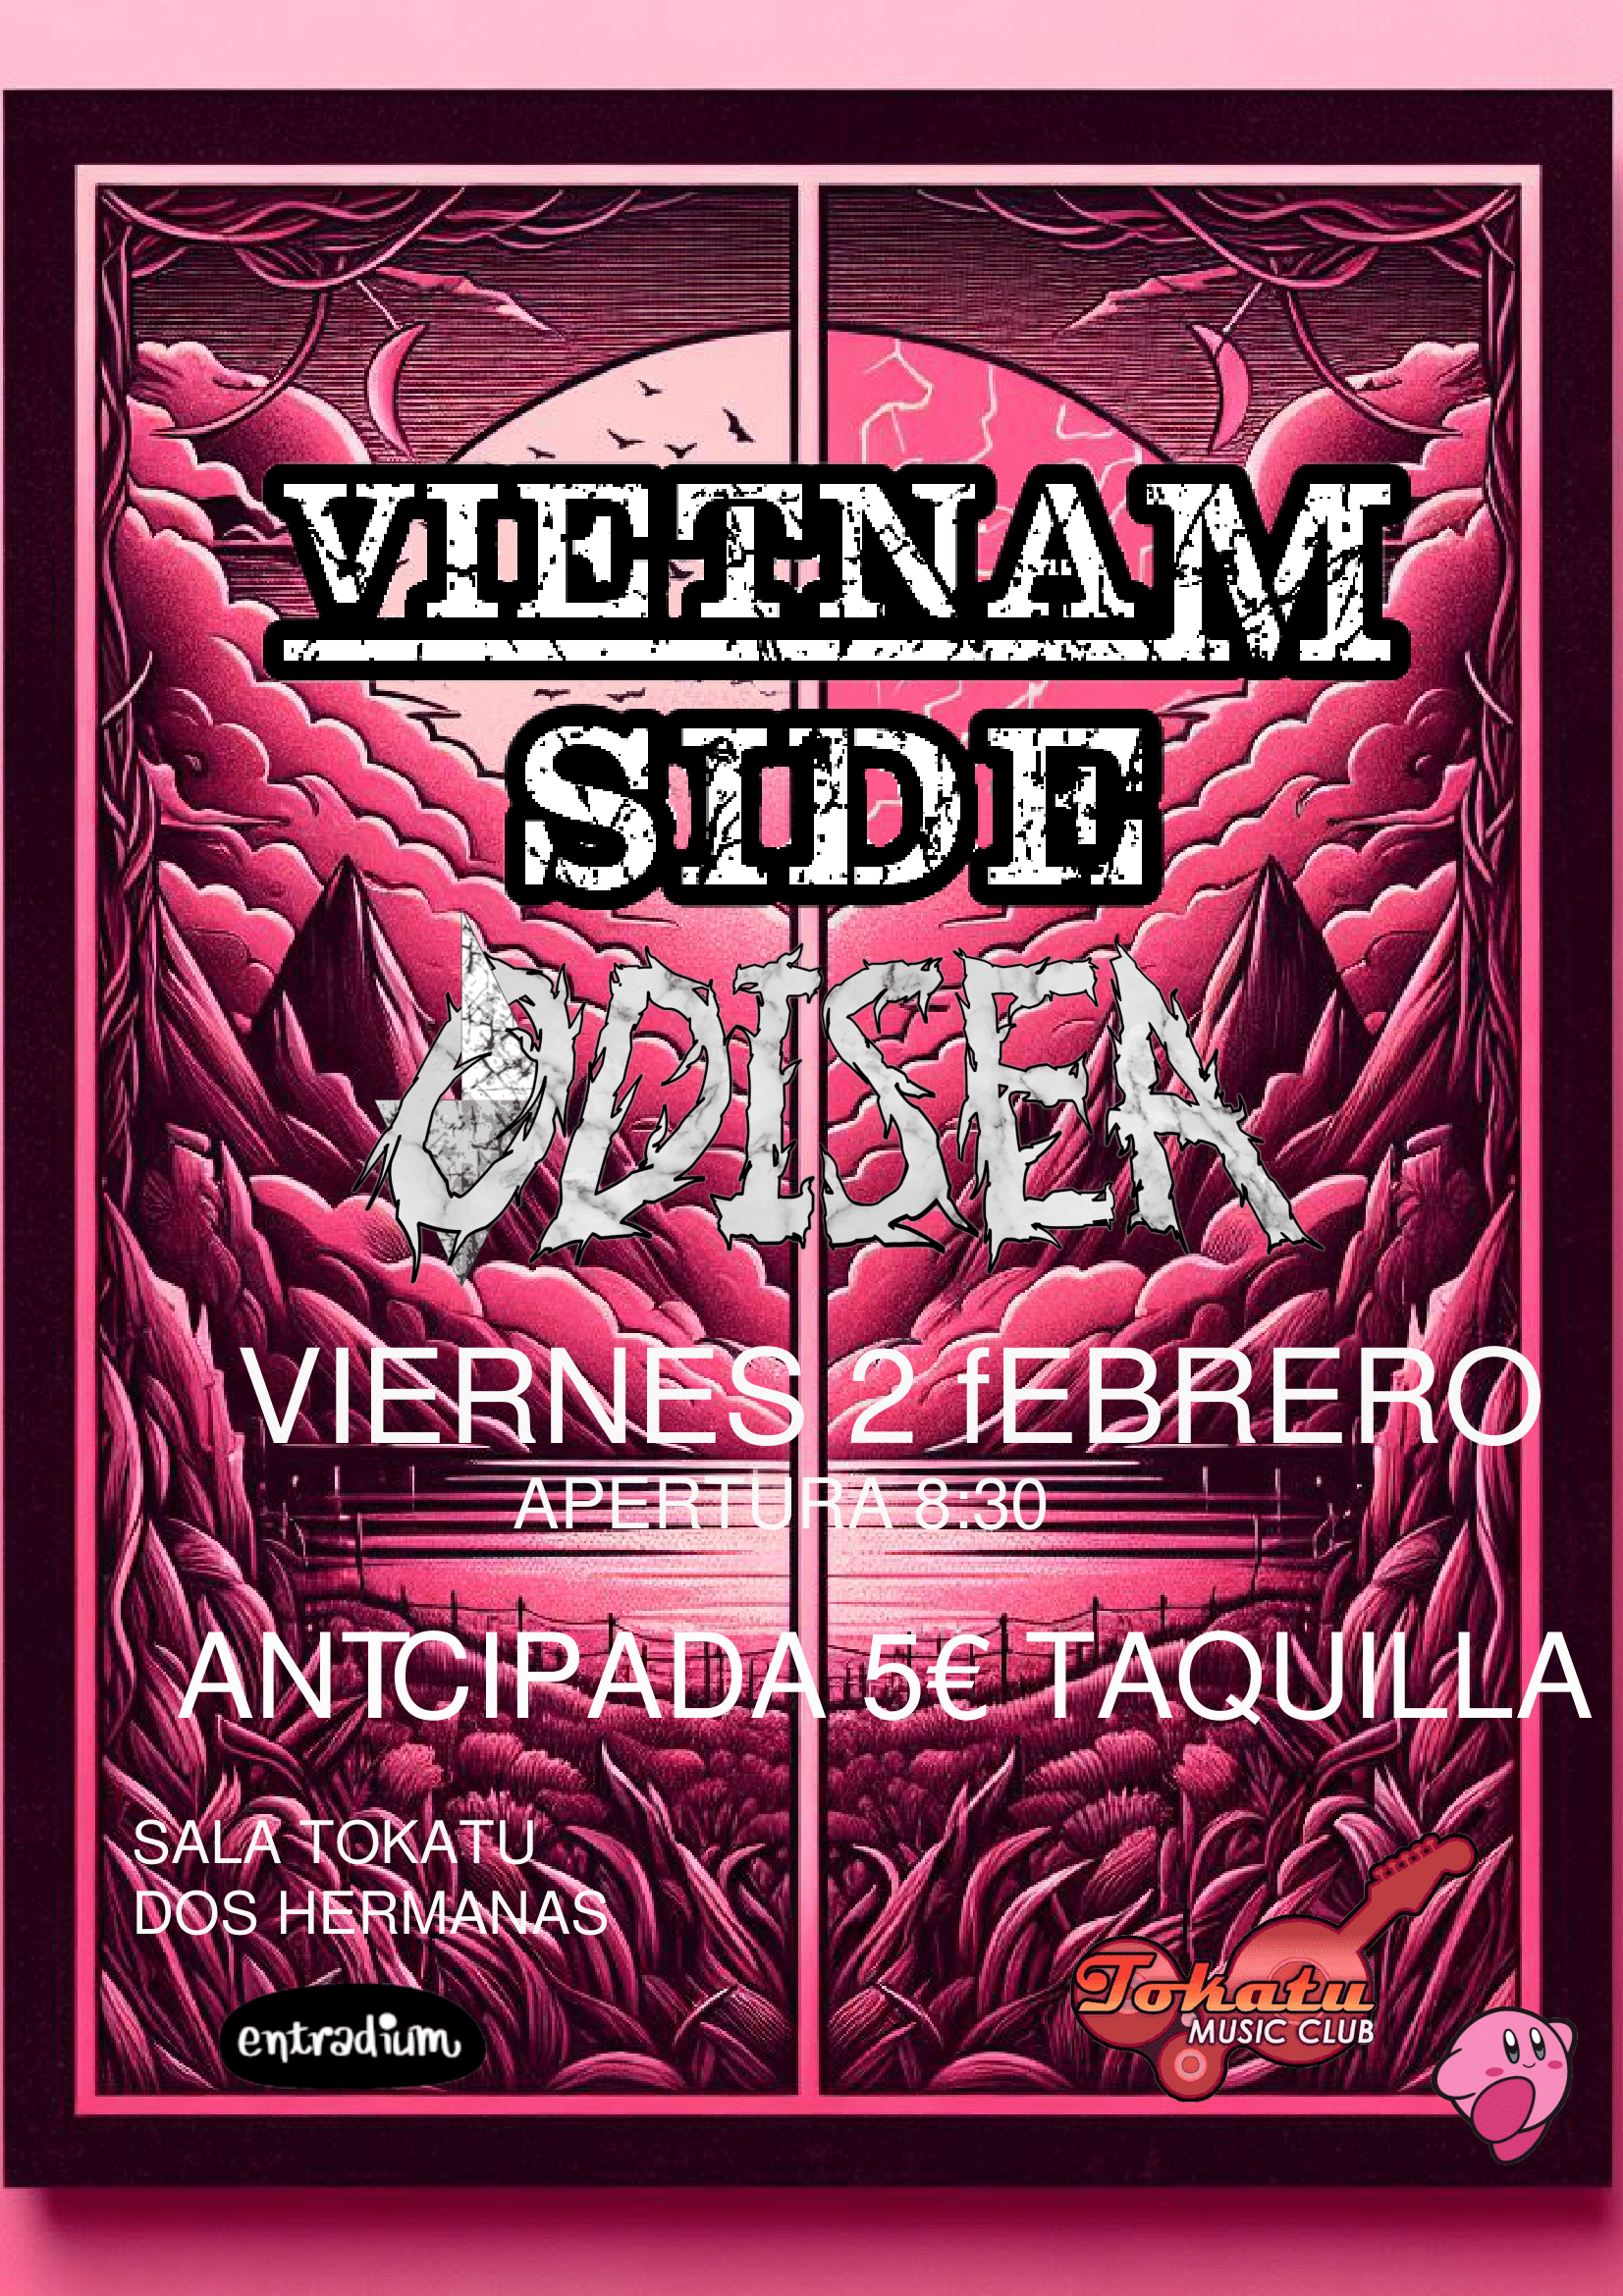 VIETNAM
SIDE
ODISEA
VIERNES 2 fEBRERO
APERTURA 8:30
ANTCIPADA 5€ TAQUILLA
SALA TOKATU
DOS HERMANAS
entradium
Tokatu
MUSIC CLUB